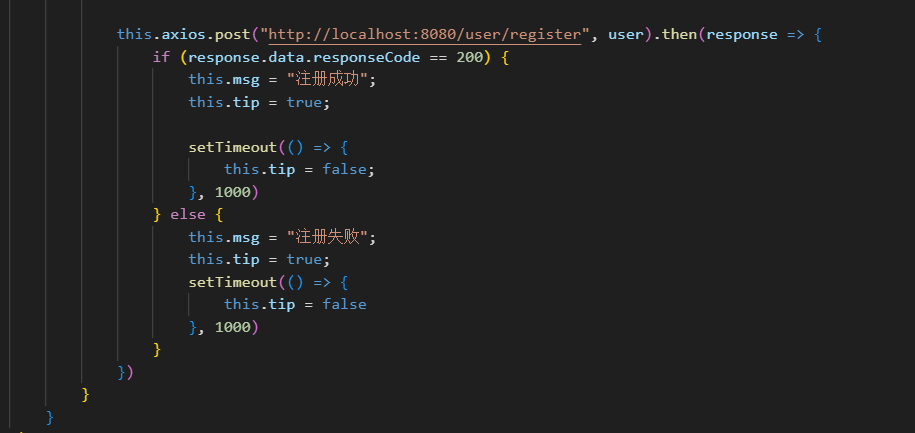 this.axios.post("http://localhost:8080/user/register", user).then(response => {
if (response.data.responseCode == 200) {
this.msg = "注册成功";
this.tip = true;
setTimeout(() => {
this.tip = false;
}, 1000)
} else {
this.msg = "注册失败";
this.tip = true;
setTimeout(() => {
this.tip = false
}, 1000)
}
})
}
}